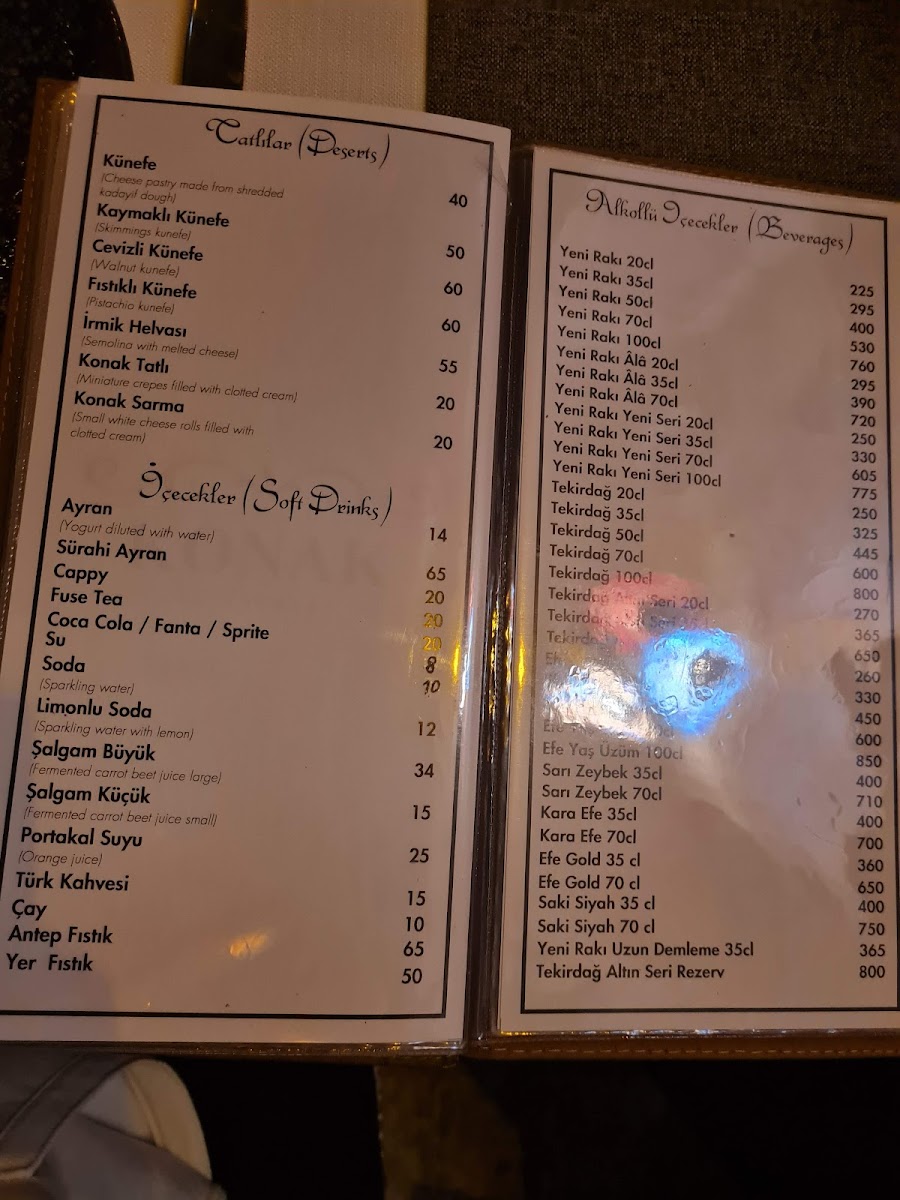 Tatlılar (Deserts)
Künefe 40
(Cheese pastry made from shredded
kadayif dough)
Kaymaklı Künefe 50
(Skimmings kunefe)
Cevizli Künefe 60
(Walnut kunefe)
Fıstıklı Künefe 60
(Pistachio kunefe)
İrmik Helvası 55
(Semolina with melted cheese)
Konak Tatlı 20
(Miniature crepes filled with clotted cream)
Konak Sarma 20
(Small white cheese rolls filled with
clotted cream)
İçecekler (Soft Drinks)
Ayran 14
(Yogurt diluted with water)
Sürahi Ayran 65
Cappy 20
Fuse Tea 20
Coca Cola / Fanta / Sprite 20
Su 8
Soda 10
(Sparkling water)
Limonlu Soda 12
(Sparkling water with lemon)
Şalgam Büyük 34
(Fermented carrot beet juice large)
Şalgam Küçük 15
(Fermented carrot beet juice small)
Portakal Suyu 25
(Orange juice)
Türk Kahvesi 15
Çay 10
Antep Fıstık 65
Yer Fıstık 50
Alkollü İçecekler (Beverages)
Yeni Rakı 20cl 225
Yeni Rakı 35cl 295
Yeni Rakı 50cl 400
Yeni Rakı 70cl 530
Yeni Rakı 100cl 760
Yeni Rakı Âlâ 20cl 295
Yeni Rakı Âlâ 35cl 390
Yeni Rakı Âlâ 70cl 720
Yeni Rakı Yeni Seri 20cl 250
Yeni Rakı Yeni Seri 35cl 330
Yeni Rakı Yeni Seri 70cl 605
Yeni Rakı Yeni Seri 100cl 775
Tekirdağ 20cl 250
Tekirdağ 35cl 325
Tekirdağ 50cl 445
Tekirdağ 70cl 600
Tekirdağ 100cl 800
Tekirdağ Altın Seri 20cl 270
Tekirdağ 365
Tekirdağ 650
260
330
450
Efe 600
Efe Yaş Üzüm 100cl 850
Sarı Zeybek 35cl 400
Sarı Zeybek 70cl 710
Kara Efe 35cl 400
Kara Efe 70cl 700
Efe Gold 35 cl 360
Efe Gold 70 cl 650
Saki Siyah 35 cl 400
Saki Siyah 70 cl 750
Yeni Rakı Uzun Demleme 35cl 365
Tekirdağ Altın Seri Rezerv 800